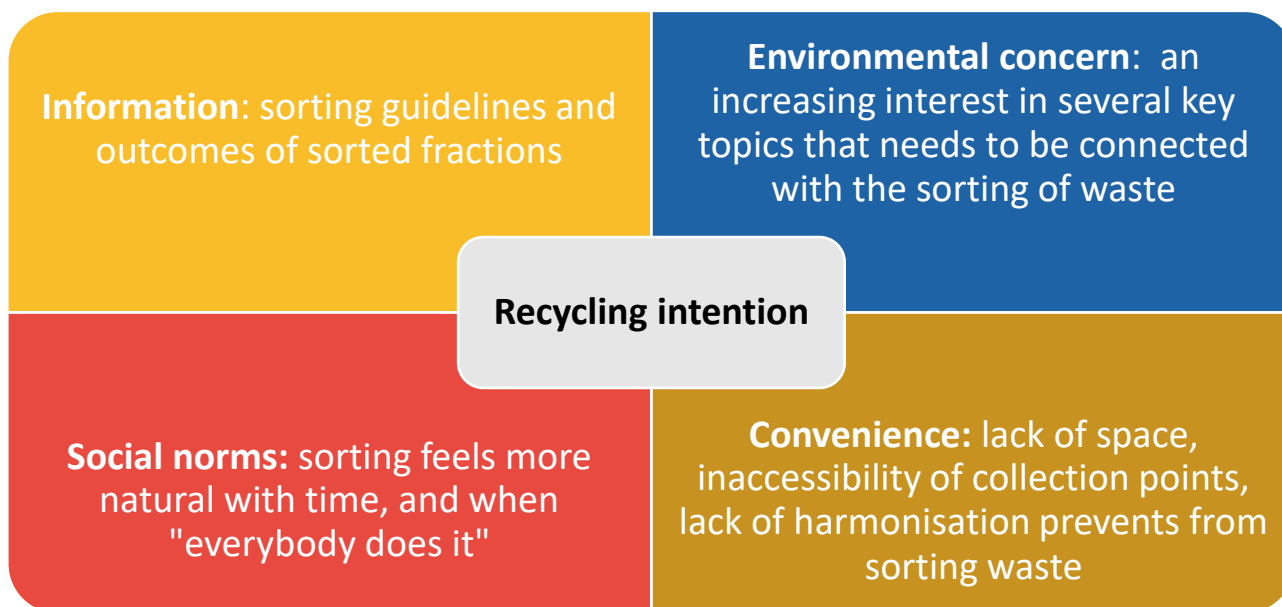 Information: sorting guidelines and
outcomes of sorted fractions
Environmental concern:  an
increasing interest in several key
topics that needs to be connected
with the sorting of waste
Recycling intention
Social norms: sorting feels more
natural with time, and when
"everybody does it"
Convenience: lack of space,
inaccessibility of collection points,
lack of harmonisation prevents from
sorting waste